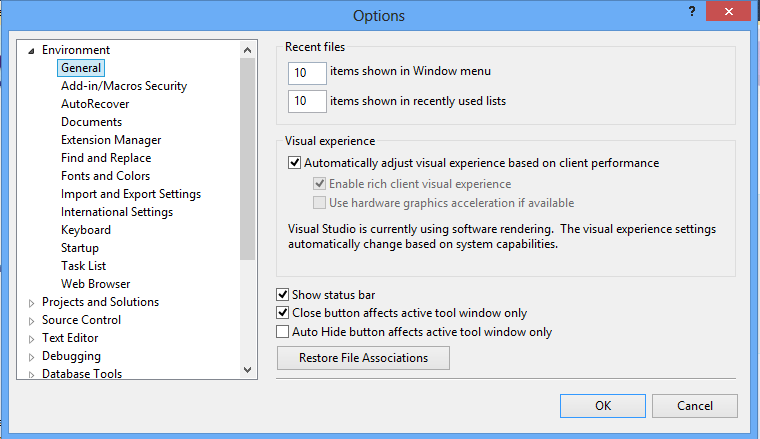 Options
?
Environment
General
Add-in/Macros Security
AutoRecover
Documents
Extension Manager
Find and Replace
Fonts and Colors
Import and Export Settings
International Settings
Keyboard
Startup
Task List
Web Browser
Projects and Solutions
Source Control
Text Editor
Debugging
Database Tools
Recent files
10 items shown in Window menu
10 items shown in recently used lists
Visual experience
Automatically adjust visual experience based on client performance
Enable rich client visual experience
Use hardware graphics acceleration if available
Visual Studio is currently using software rendering. The visual experience settings
automatically change based on system capabilities.
Show status bar
Close button affects active tool window only
Auto Hide button affects active tool window only
Restore File Associations
OK
Cancel